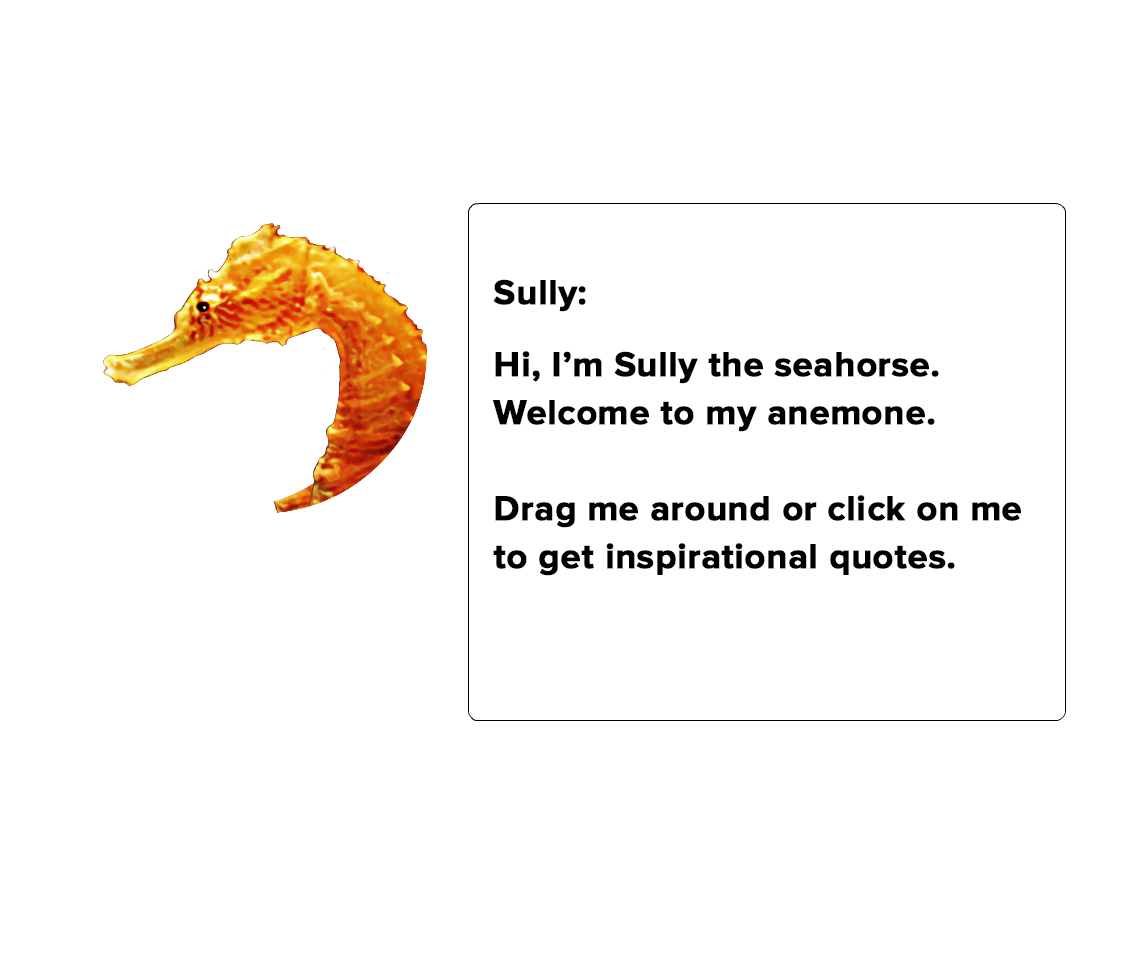 Sully:
Hi, I’m Sully the seahorse.
Welcome to my anemone.
Drag me around or click on me
to get inspirational quotes.